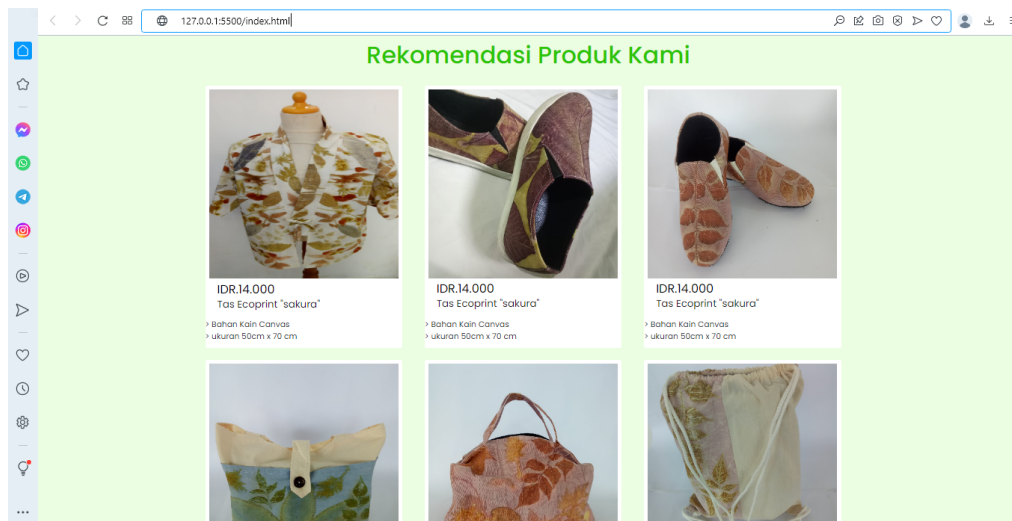 127.0.0.1:5500/index.html
Rekomendasi Produk Kami
IDR.14.000
Tas Ecoprint "sakura"
> Bahan Kain Canvas
> ukuran 50cm x 70 cm
IDR.14.000
Tas Ecoprint "sakura"
> Bahan Kain Canvas
> ukuran 50cm x 70 cm
IDR.14.000
Tas Ecoprint "sakura"
> Bahan Kain Canvas
> ukuran 50cm x 70 cm